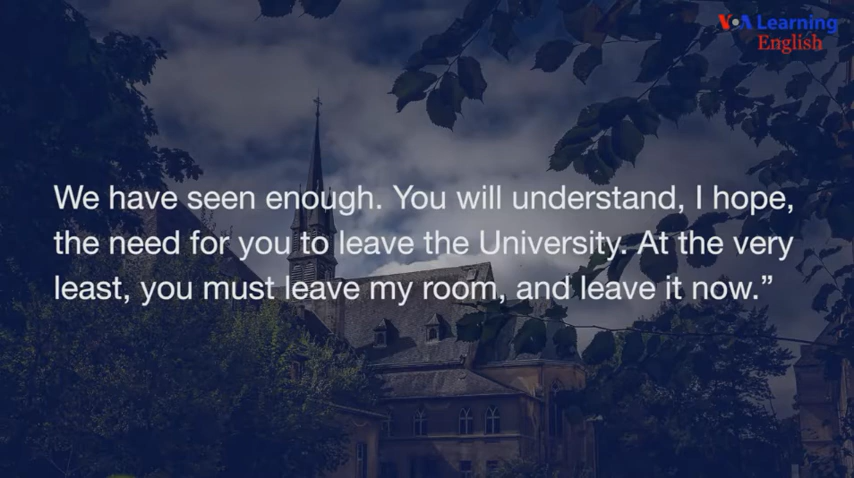 VOA Learning
English
We have seen enough. You will understand, I hope,
the need for you to leave the University. At the very
least, you must leave my room, and leave it now.”